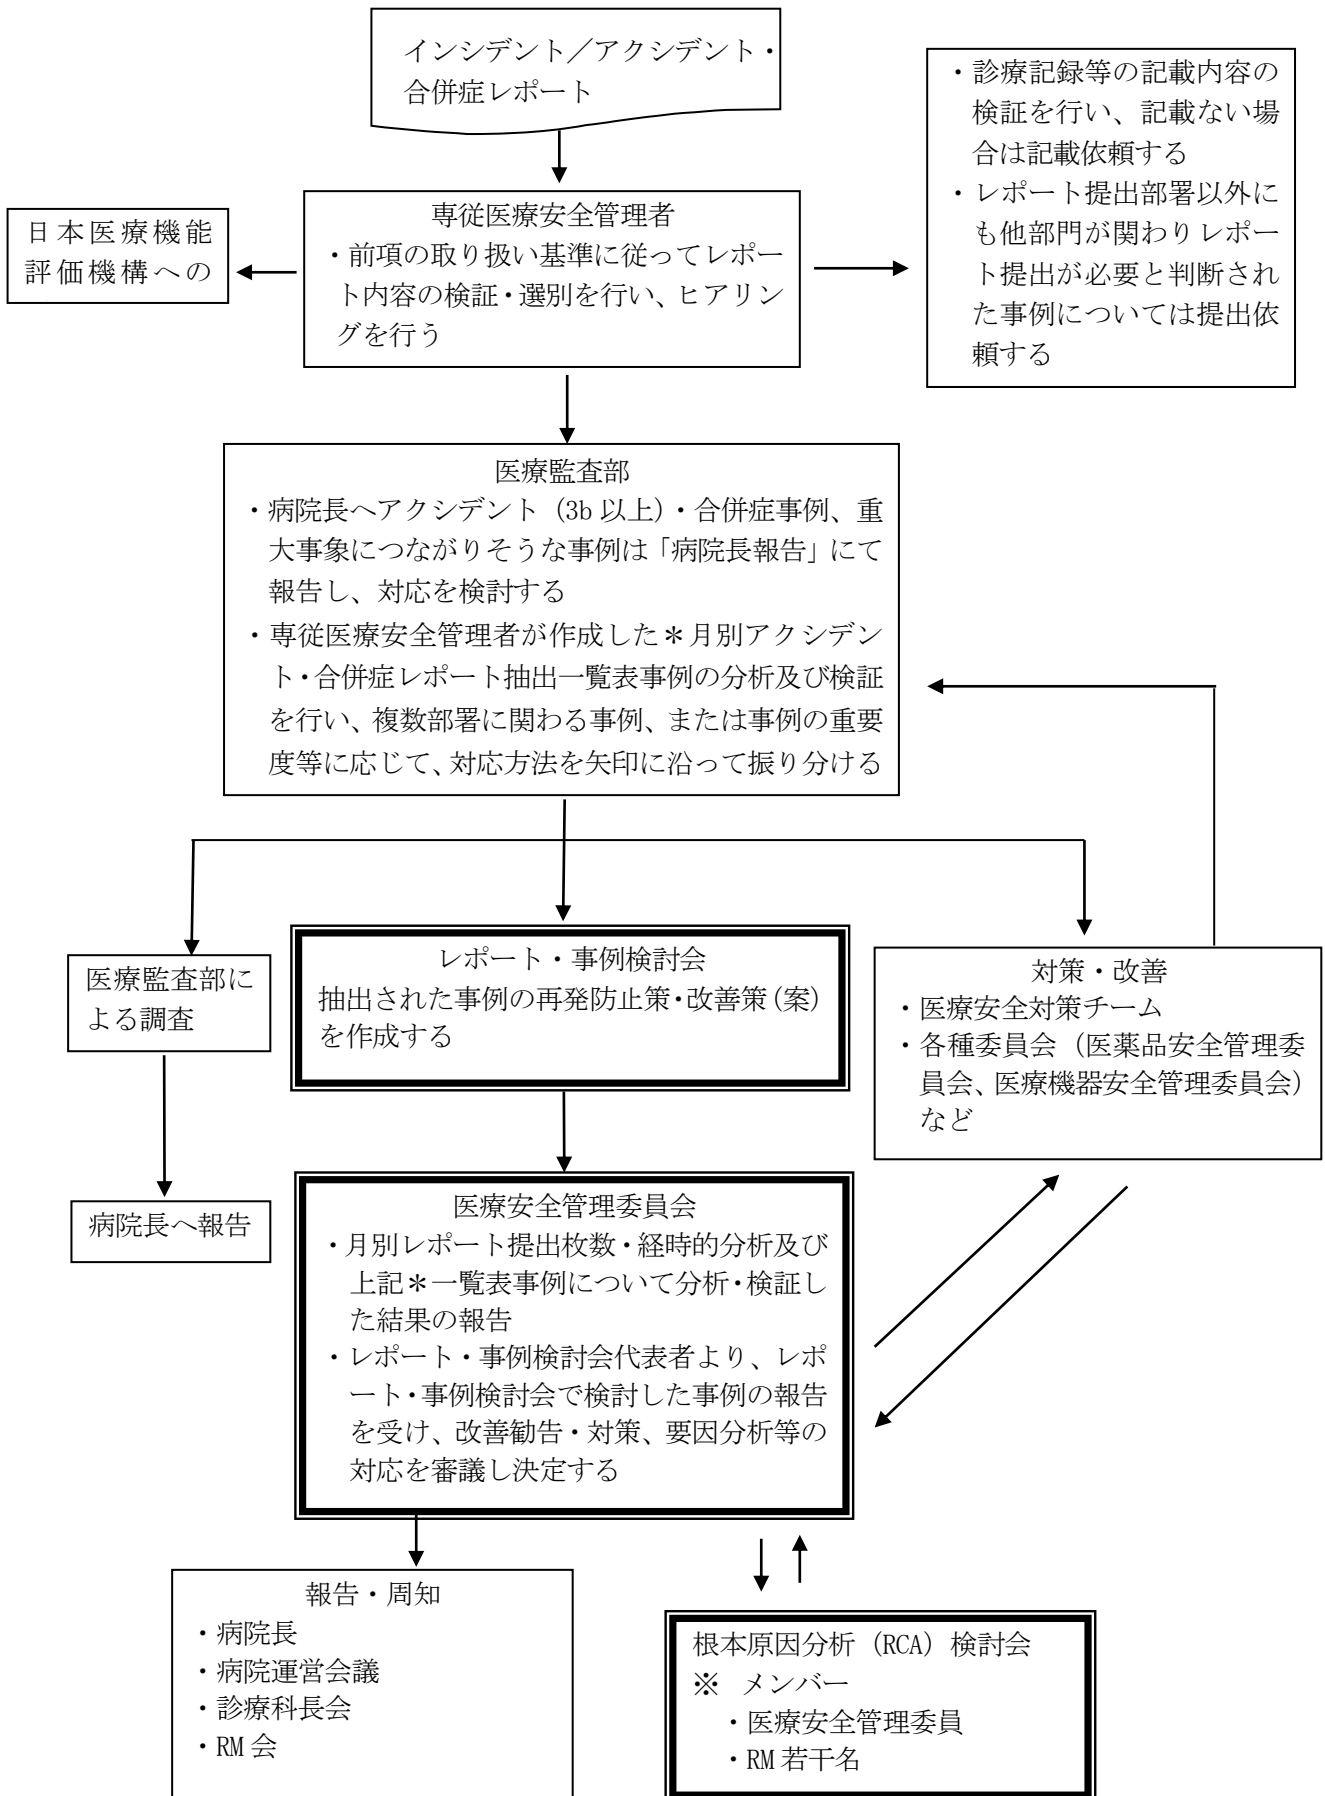 インシデント／アクシデント・
合併症レポート
・診療記録等の記載内容の
検証を行い、記載ない場
合は記載依頼する
・レポート提出部署以外に
も他部門が関わりレポー
ト提出が必要と判断され
た事例については提出依
頼する
日本医療機能
評価機構への
専従医療安全管理者
・前項の取り扱い基準に従ってレポー
ト内容の検証・選別を行い、ヒアリン
グを行う
医療監査部
・病院長へアクシデント（3b 以上）・合併症事例、重
大事象につながりそうな事例は「病院長報告」にて
報告し、対応を検討する
・専従医療安全管理者が作成した＊月別アクシデン
ト・合併症レポート抽出一覧表事例の分析及び検証
を行い、複数部署に関わる事例、または事例の重要
度等に応じて、対応方法を矢印に沿って振り分ける
医療監査部に
よる調査
レポート・事例検討会
抽出された事例の再発防止策・改善策（案）
を作成する
対策・改善
・医療安全対策チーム
・各種委員会（医薬品安全管理委
員会、医療機器安全管理委員会）
など
病院長へ報告
医療安全管理委員会
・月別レポート提出枚数・経時的分析及び
上記＊一覧表事例について分析・検証し
た結果の報告
・レポート・事例検討会代表者より、レポ
ート・事例検討会で検討した事例の報告
を受け、改善勧告・対策、要因分析等の
対応を審議し決定する
報告・周知
・病院長
・病院運営会議
・診療科長会
・RM 会
根本原因分析（RCA）検討会
※ メンバー
・医療安全管理委員
・RM 若干名